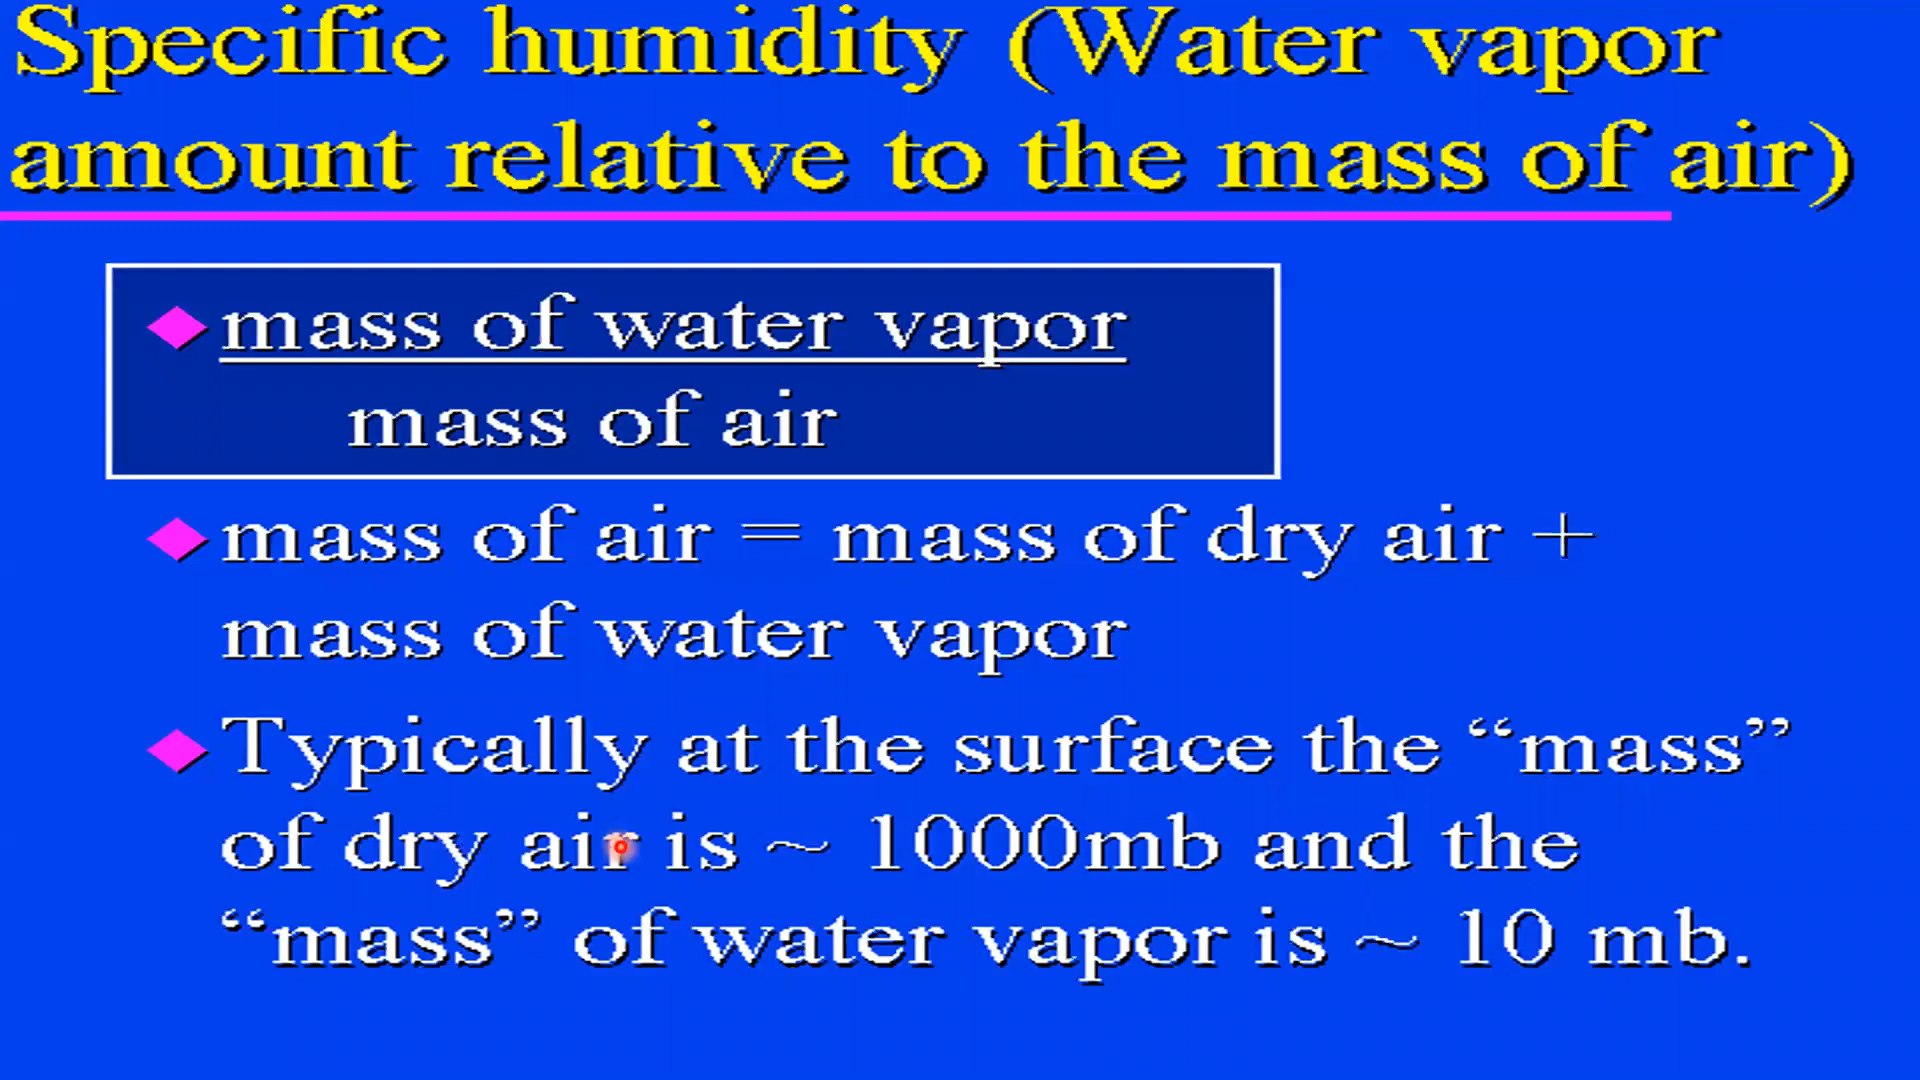 Specific humidity (Water vapor
amount relative to the mass of air)
mass of water vapor
mass of air
mass of air = mass of dry air +
mass of water vapor
Typically at the surface the “mass”
of dry air is ~ 1000mb and the
“mass” of water vapor is ~ 10 mb.